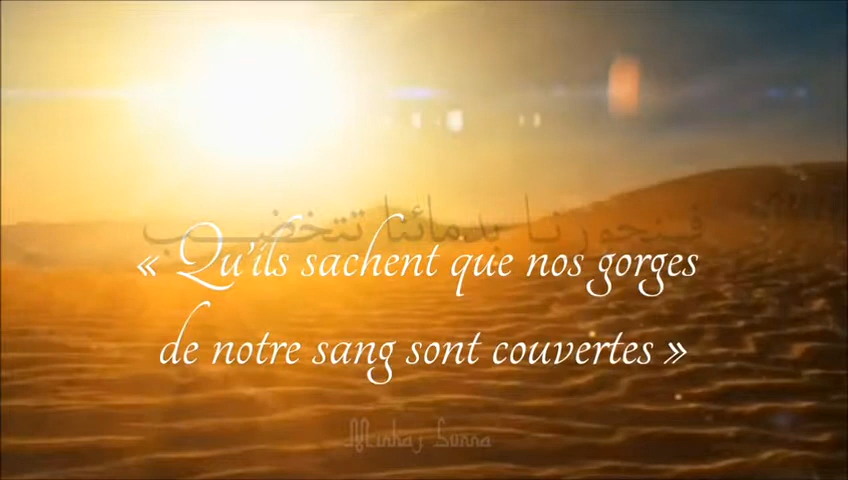 فنحورنا بدمائنا تتخضب
« Qu'ils sachent que nos gorges
de notre sang sont couvertes »
Minhaj Sunna